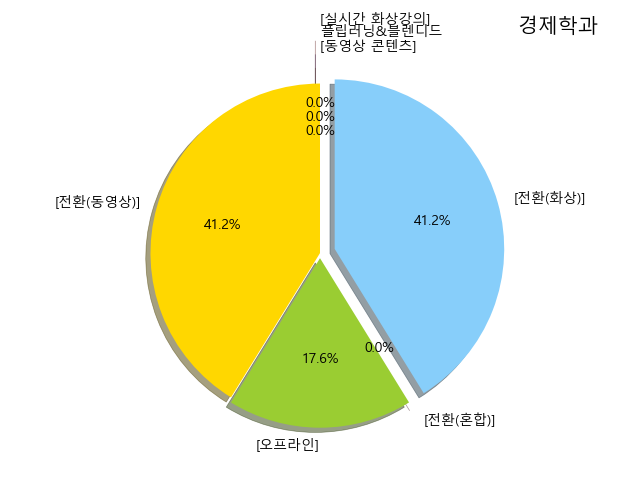 경제학과
[실시간 화상강의]
플립러닝&블렌디드
[동영상 콘텐츠]
0.0%
0.0%
0.0%
[전환(동영상)]
[전환(화상)]
41.2%
41.2%
0.0%
17.6%
[전환(혼합)]
[오프라인]